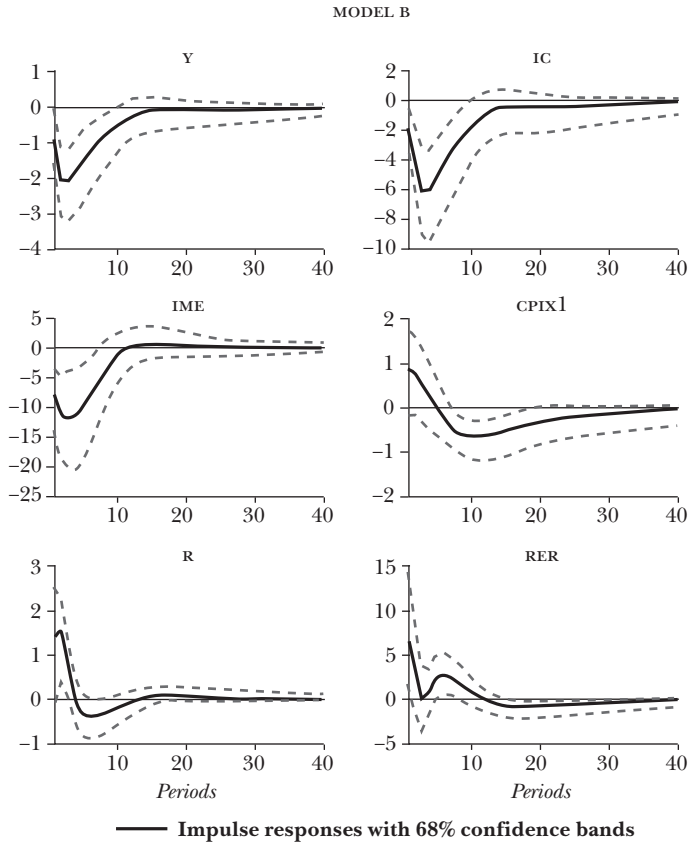 MODEL B
Y
IC
1
0
–1
–2
–3
–4
10 20 30 40
2
0
–2
–4
–6
–8
–10
10 20 30 40
IME
CPIX1
5
0
–5
–10
–15
–20
–25
10 20 30 40
2
1
0
–1
–2
10 20 30 40
R
RER
3
2
1
0
–1
10 20 30 40
Periods
15
10
5
0
–5
10 20 30 40
Periods
Impulse responses with 68% confidence bands